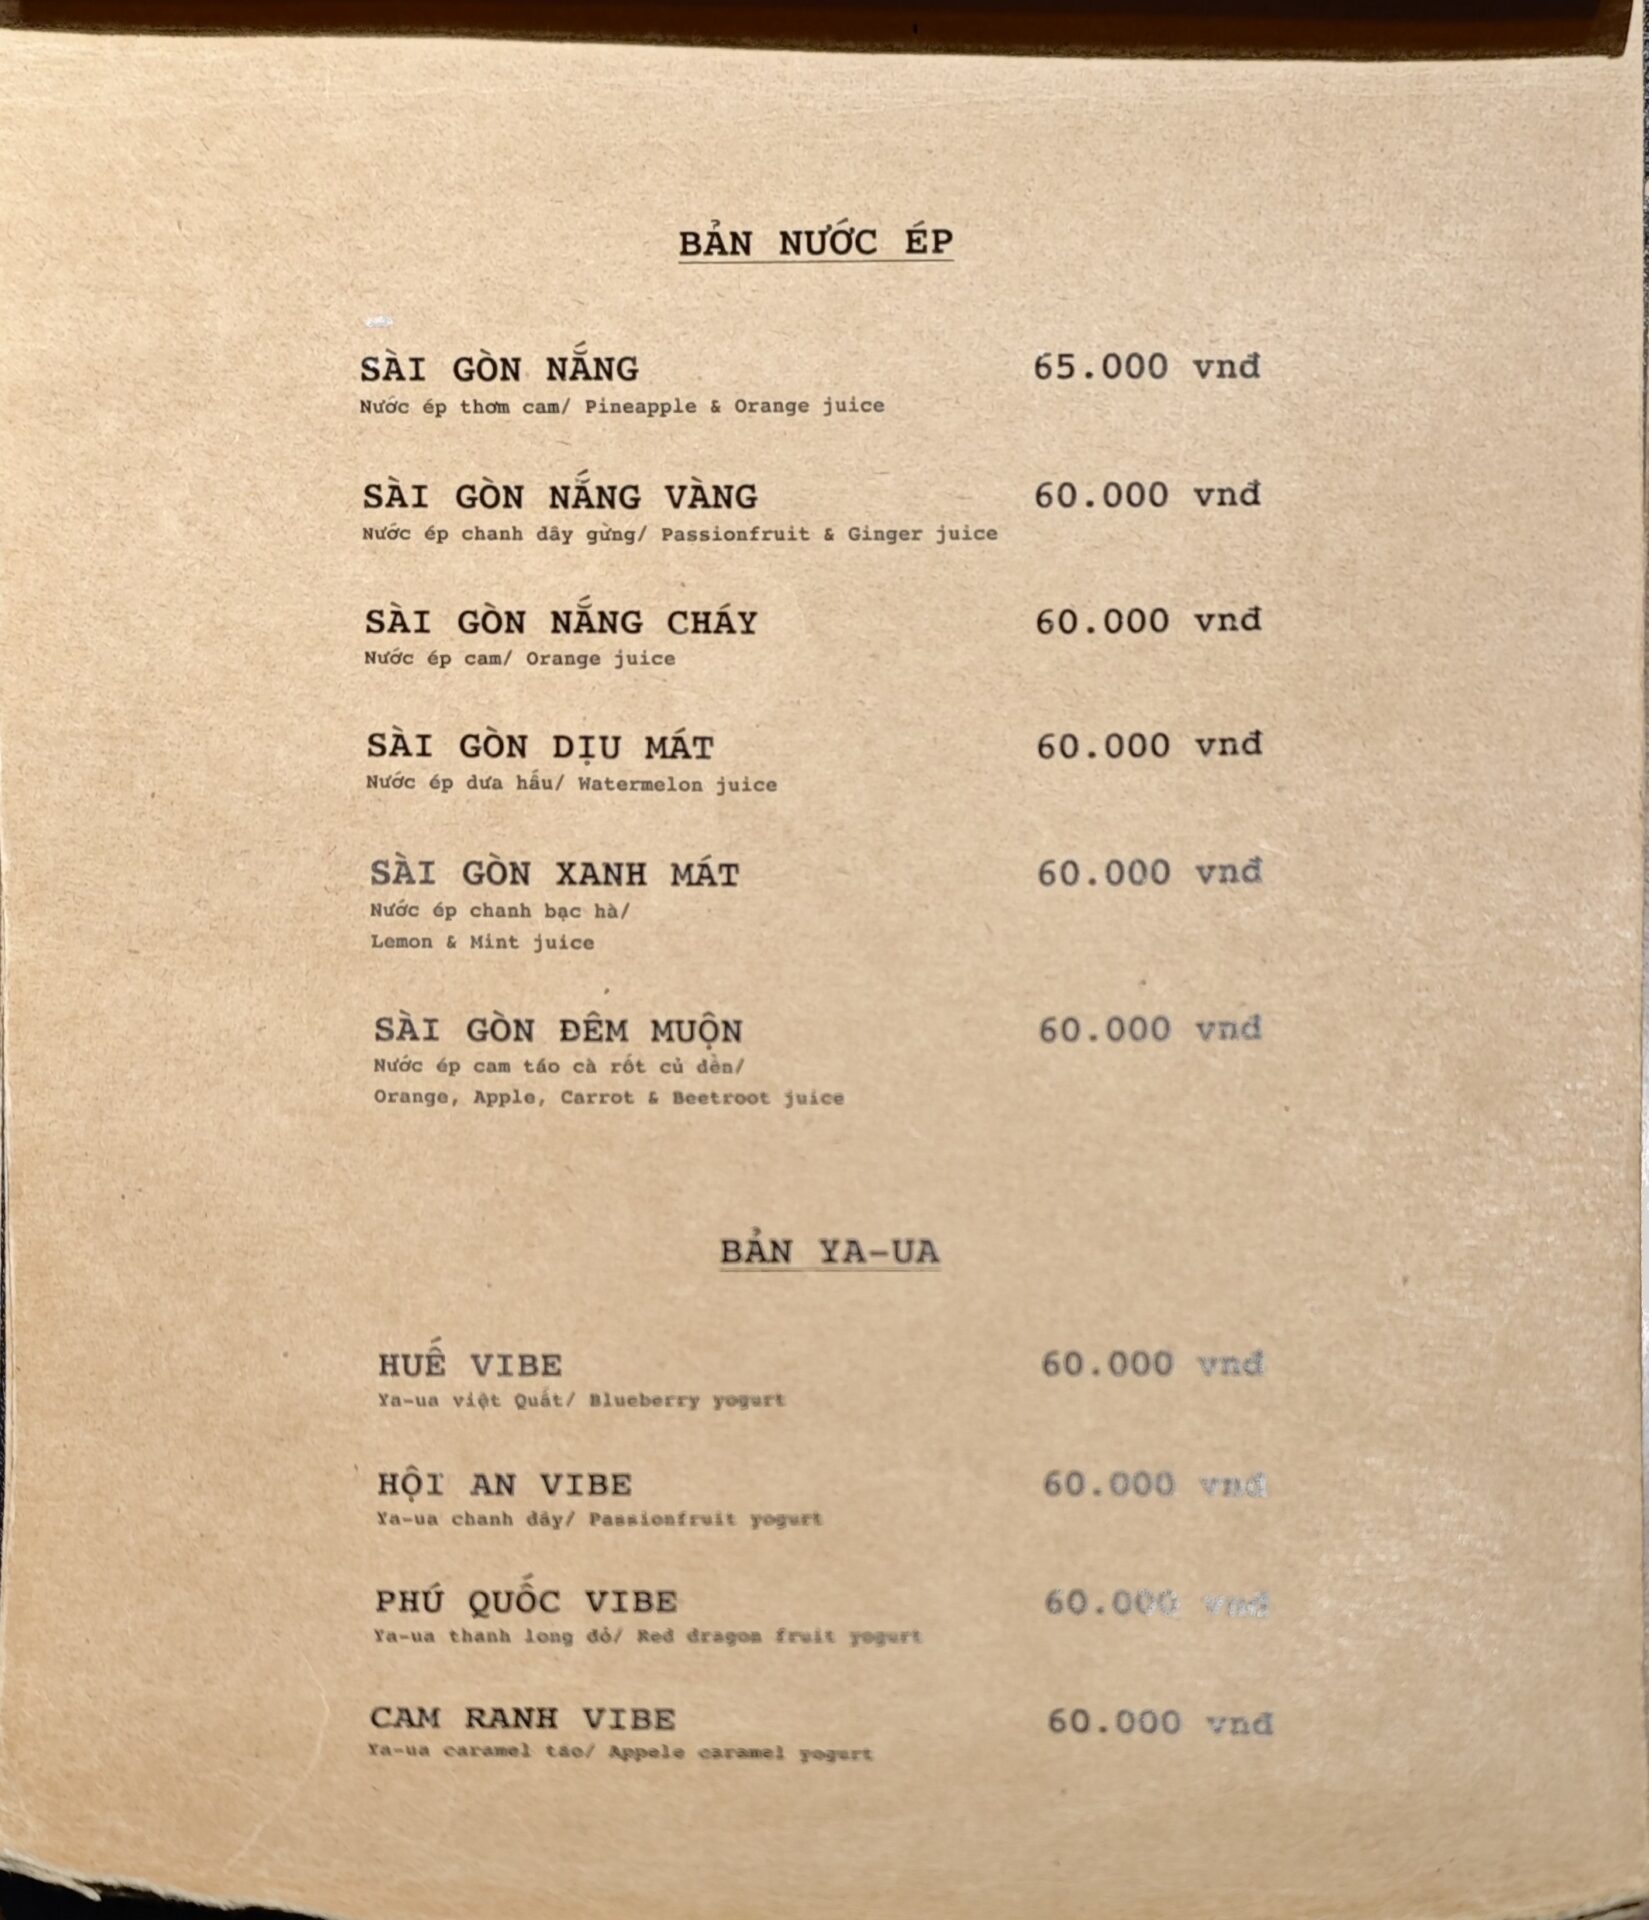 BẢN NƯỚC ÉP
SÀI GÒN NẮNG 65.000 vnđ
Nước ép thơm cam/ Pineapple & Orange juice
SÀI GÒN NẮNG VÀNG 60.000 vnđ
Nước ép chanh dây gừng/ Passionfruit & Ginger juice
SÀI GÒN NẮNG CHÁY 60.000 vnđ
Nước ép cam/ Orange juice
SÀI GÒN DỊU MÁT 60.000 vnđ
Nước ép dưa hấu/ Watermelon juice
SÀI GÒN XANH MÁT 60.000 vnđ
Nước ép chanh bạc hà/
Lemon & Mint juice
SÀI GÒN ĐÊM MUỘN 60.000 vnđ
Nước ép cam táo cà rốt củ dền/
Orange, Apple, Carrot & Beetroot juice
BẢN YA-UA
HUẾ VIBE 60.000 vnđ
Ya-ua việt Quất/ Blueberry yogurt
HỘI AN VIBE 60.000 vnđ
Ya-ua chanh dây/ Passionfruit yogurt
PHÚ QUỐC VIBE 60.000 vnđ
Ya-ua thanh long đỏ/ Red dragon fruit yogurt
CAM RANH VIBE 60.000 vnđ
Ya-ua caramel táo/ Appele caramel yogurt